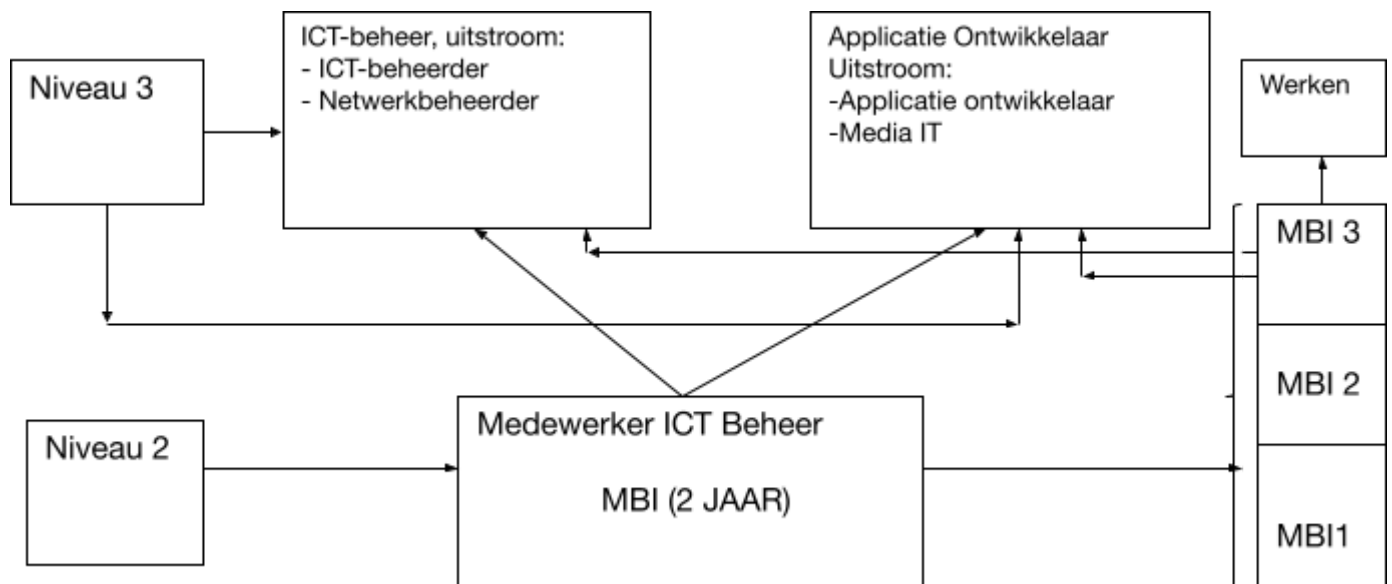 ICT-beheer, uitstroom:
- ICT-beheerder
- Netwerkbeheerder
Applicatie Ontwikkelaar
Uitstroom:
-Applicatie ontwikkelaar
-Media IT
Niveau 3
Werken
MBI 3
MBI 2
MBI1
Niveau 2
Medewerker ICT Beheer
MBI (2 JAAR)